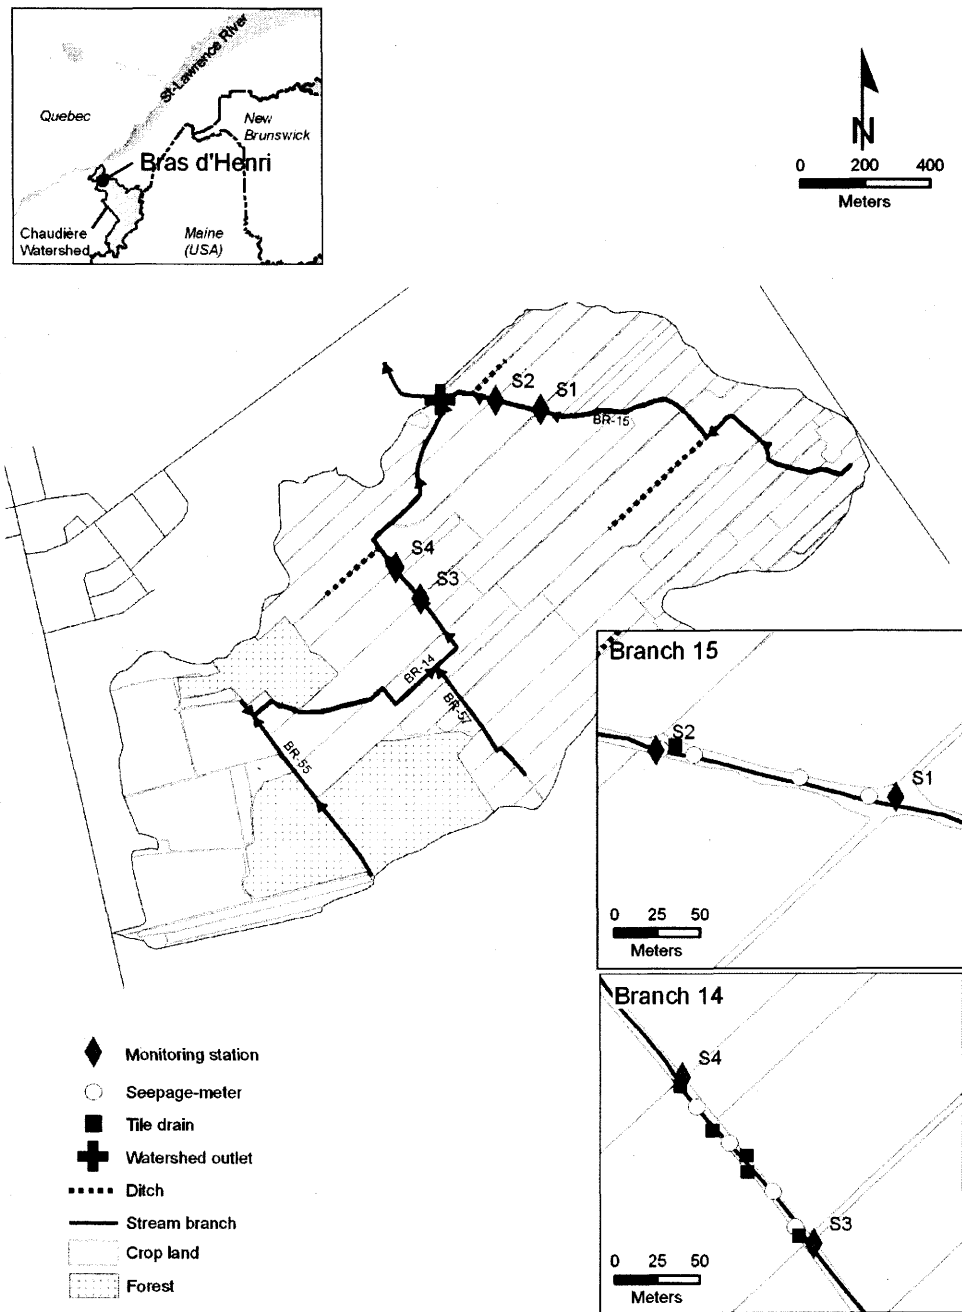 St-Lawrence River
Quebec
New
Brunswick
Bras d'Henri
Chaudière
Watershed
Maine
(USA)
N
0 200 400
Meters
S2
S1
BR-15
S4
S3
BR-14
BR-57
BR-55
Branch 15
S2
S1
0 25 50
Meters
Branch 14
S4
S3
0 25 50
Meters
Monitoring station
Seepage-meter
Tile drain
Watershed outlet
Ditch
Stream branch
Crop land
Forest